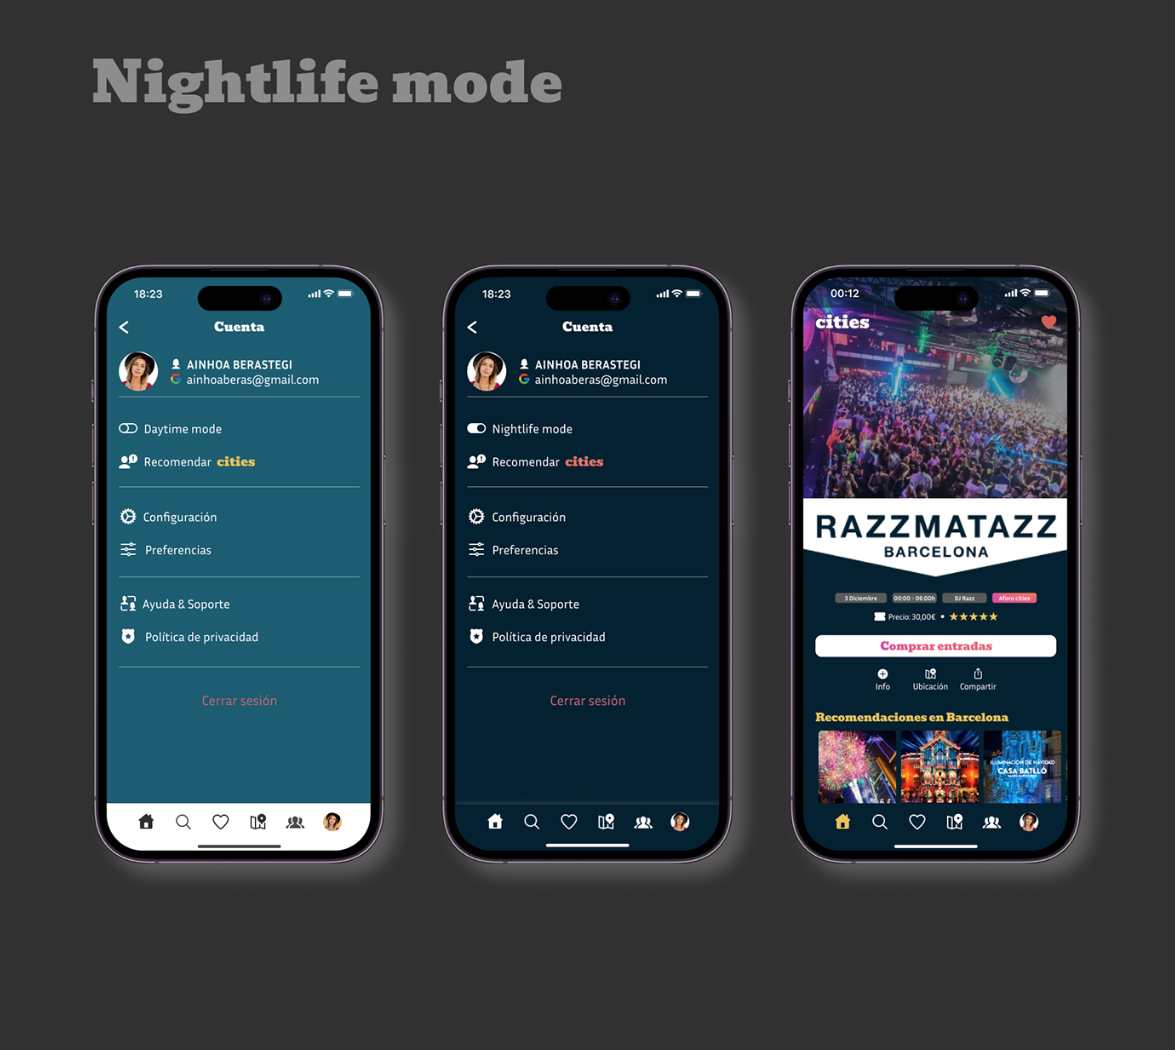 Nightlife mode
18:23
Cuenta
AINHOA BERASTEGI
ainhoaberas@gmail.com
Daytime mode
Recomendar cities
Configuración
Preferencias
Ayuda & Soporte
Política de privacidad
Cerrar sesión
18:23
Cuenta
AINHOA BERASTEGI
ainhoaberas@gmail.com
Nightlife mode
Recomendar cities
Configuración
Preferencias
Ayuda & Soporte
Política de privacidad
Cerrar sesión
00:12
cities
RAZZMATAZZ
BARCELONA
3 Diciembre 00:00 - 06:00h DJ Razz Aforo cities
Precio: 30,00€ •
Comprar entradas
Info Ubicación Compartir
Recomendaciones en Barcelona
ILUMINACIÓN DE NAVIDAD
CASA BATLLÓ